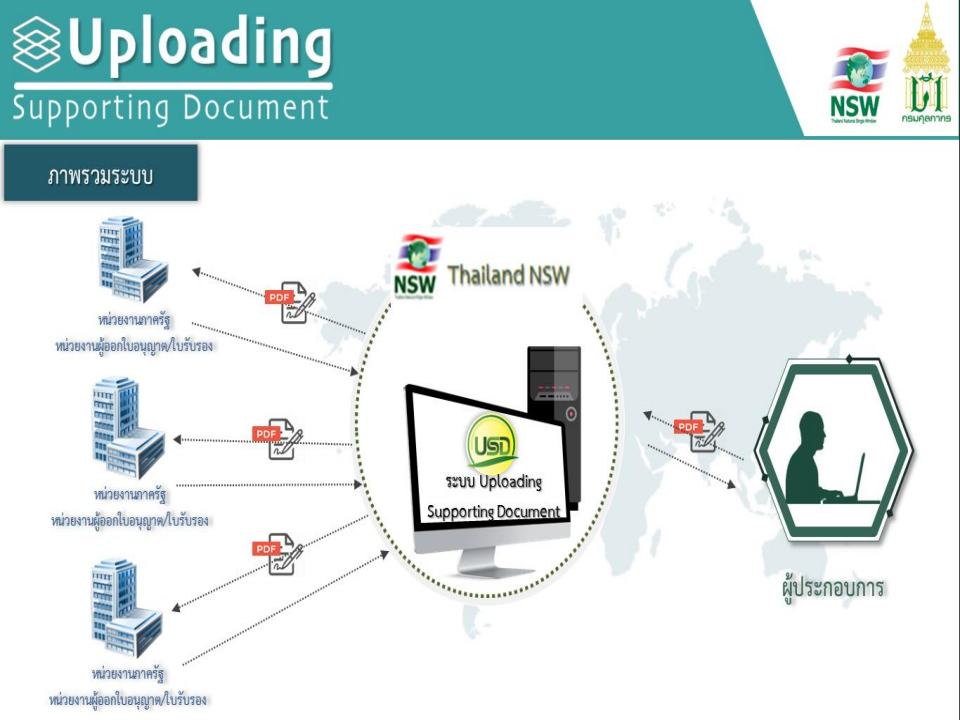 Uploading
Supporting Document
NSW
Thailand National Single Window
กรมศุลกากร
ภาพรวมระบบ
NSW
Thailand NSW
PDF
หน่วยงานภาครัฐ
หน่วยงานผู้ออกใบอนุญาต/ใบรับรอง
PDF
PDF
USD
ระบบ Uploading
Supporting Document
หน่วยงานภาครัฐ
หน่วยงานผู้ออกใบอนุญาต/ใบรับรอง
PDF
ผู้ประกอบการ
หน่วยงานภาครัฐ
หน่วยงานผู้ออกใบอนุญาต/ใบรับรอง